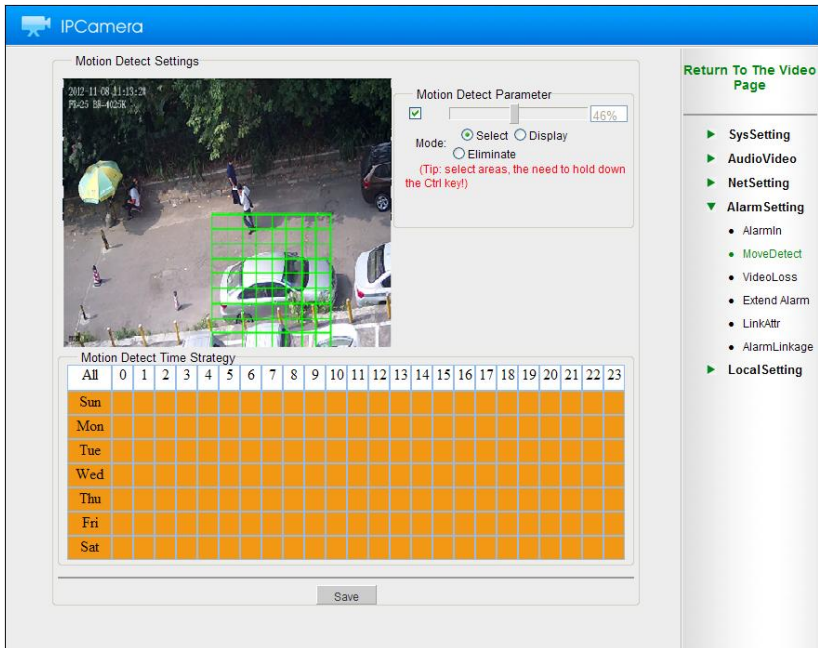 IPCamera
Motion Detect Settings
2012-11-08 11:13:20
Motion Detect Parameter
46%
Mode: Select Display
Eliminate
(Tip: select areas, the need to hold down
the Ctrl key!)
Motion Detect Time Strategy
All 0 1 2 3 4 5 6 7 8 9 10 11 12 13 14 15 16 17 18 19 20 21 22 23
Sun
Mon
Tue
Wed
Thu
Fri
Sat
Save
Return To The Video
Page
SysSetting
AudioVideo
NetSetting
AlarmSetting
AlarmIn
MoveDetect
VideoLoss
Extend Alarm
LinkAttr
AlarmLinkage
LocalSetting